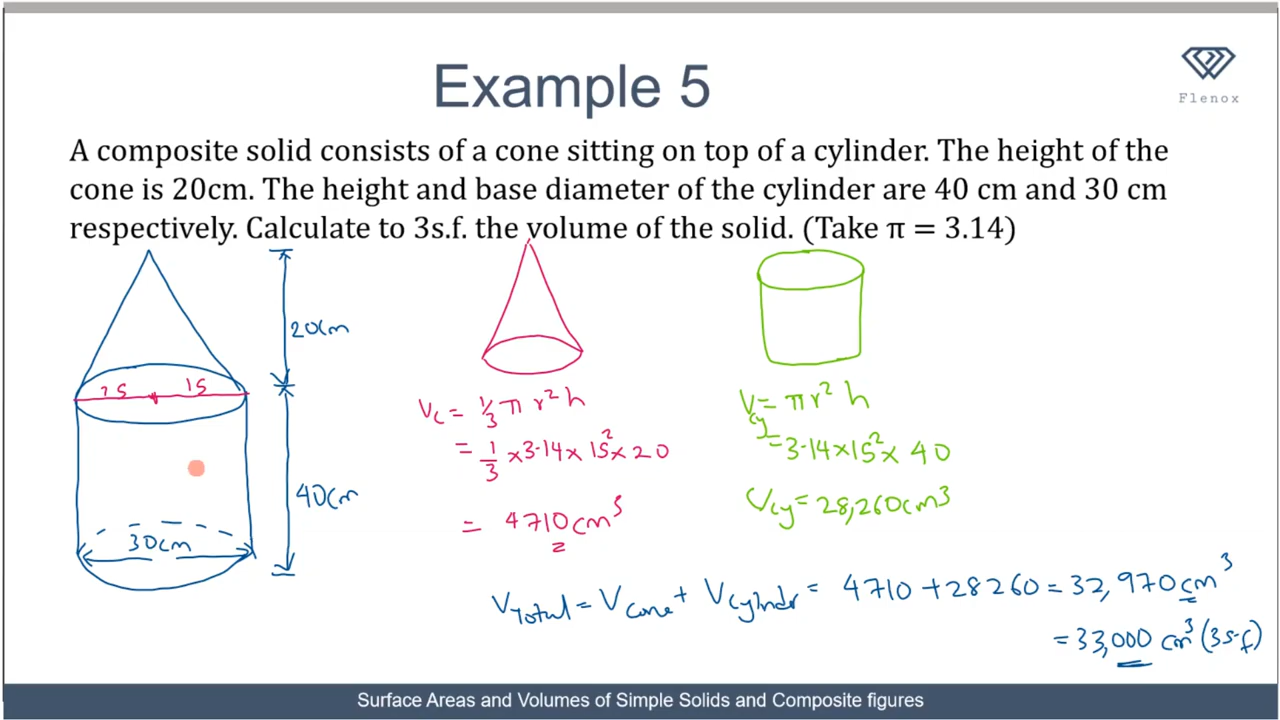 Example 5
Flenox
A composite solid consists of a cone sitting on top of a cylinder. The height of the
cone is 20cm. The height and base diameter of the cylinder are 40 cm and 30 cm
respectively. Calculate to 3s.f. the volume of the solid. (Take π = 3.14)
20cm
15 15
40cm
30cm
Vc = 1/3 π r² h
= 1/3 × 3·14 × 15² × 20
= 4710 cm³
Vcy = πr² h
= 3·14 × 15² × 40
Vcy = 28,260cm³
VTotal = Vcone + Vcylinder = 4710 + 28260 = 32,970 cm³
= 33,000 cm³ (3s·f)
Surface Areas and Volumes of Simple Solids and Composite figures